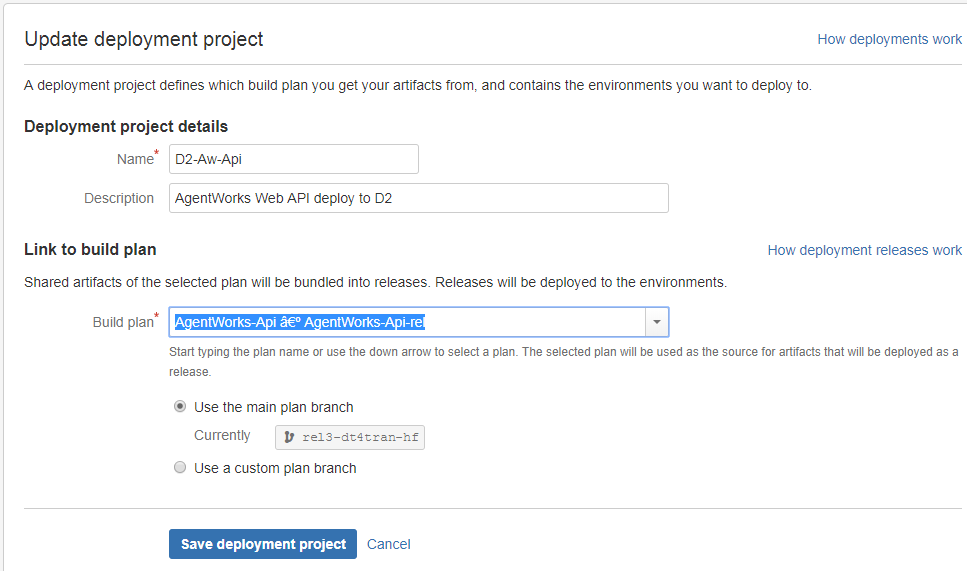 Update deployment project
How deployments work
A deployment project defines which build plan you get your artifacts from, and contains the environments you want to deploy to.
Deployment project details
Name*
D2-Aw-Api
Description
AgentWorks Web API deploy to D2
Link to build plan
How deployment releases work
Shared artifacts of the selected plan will be bundled into releases. Releases will be deployed to the environments.
Build plan*
AgentWorks-Api â€º AgentWorks-Api-rel
Start typing the plan name or use the down arrow to select a plan. The selected plan will be used as the source for artifacts that will be deployed as a
release.
Use the main plan branch
Currently
rel3-dt4tran-hf
Use a custom plan branch
Save deployment project
Cancel